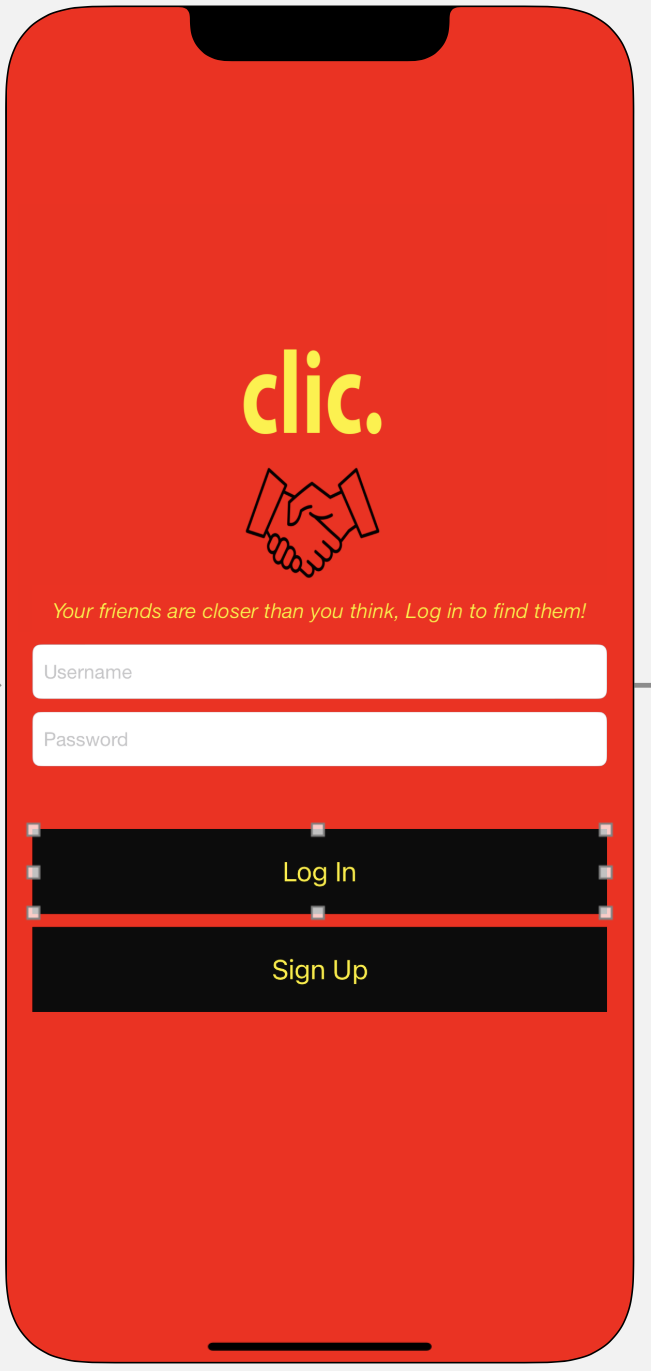 clic.
Your friends are closer than you think, Log in to find them!
Username
Password
Log In
Sign Up